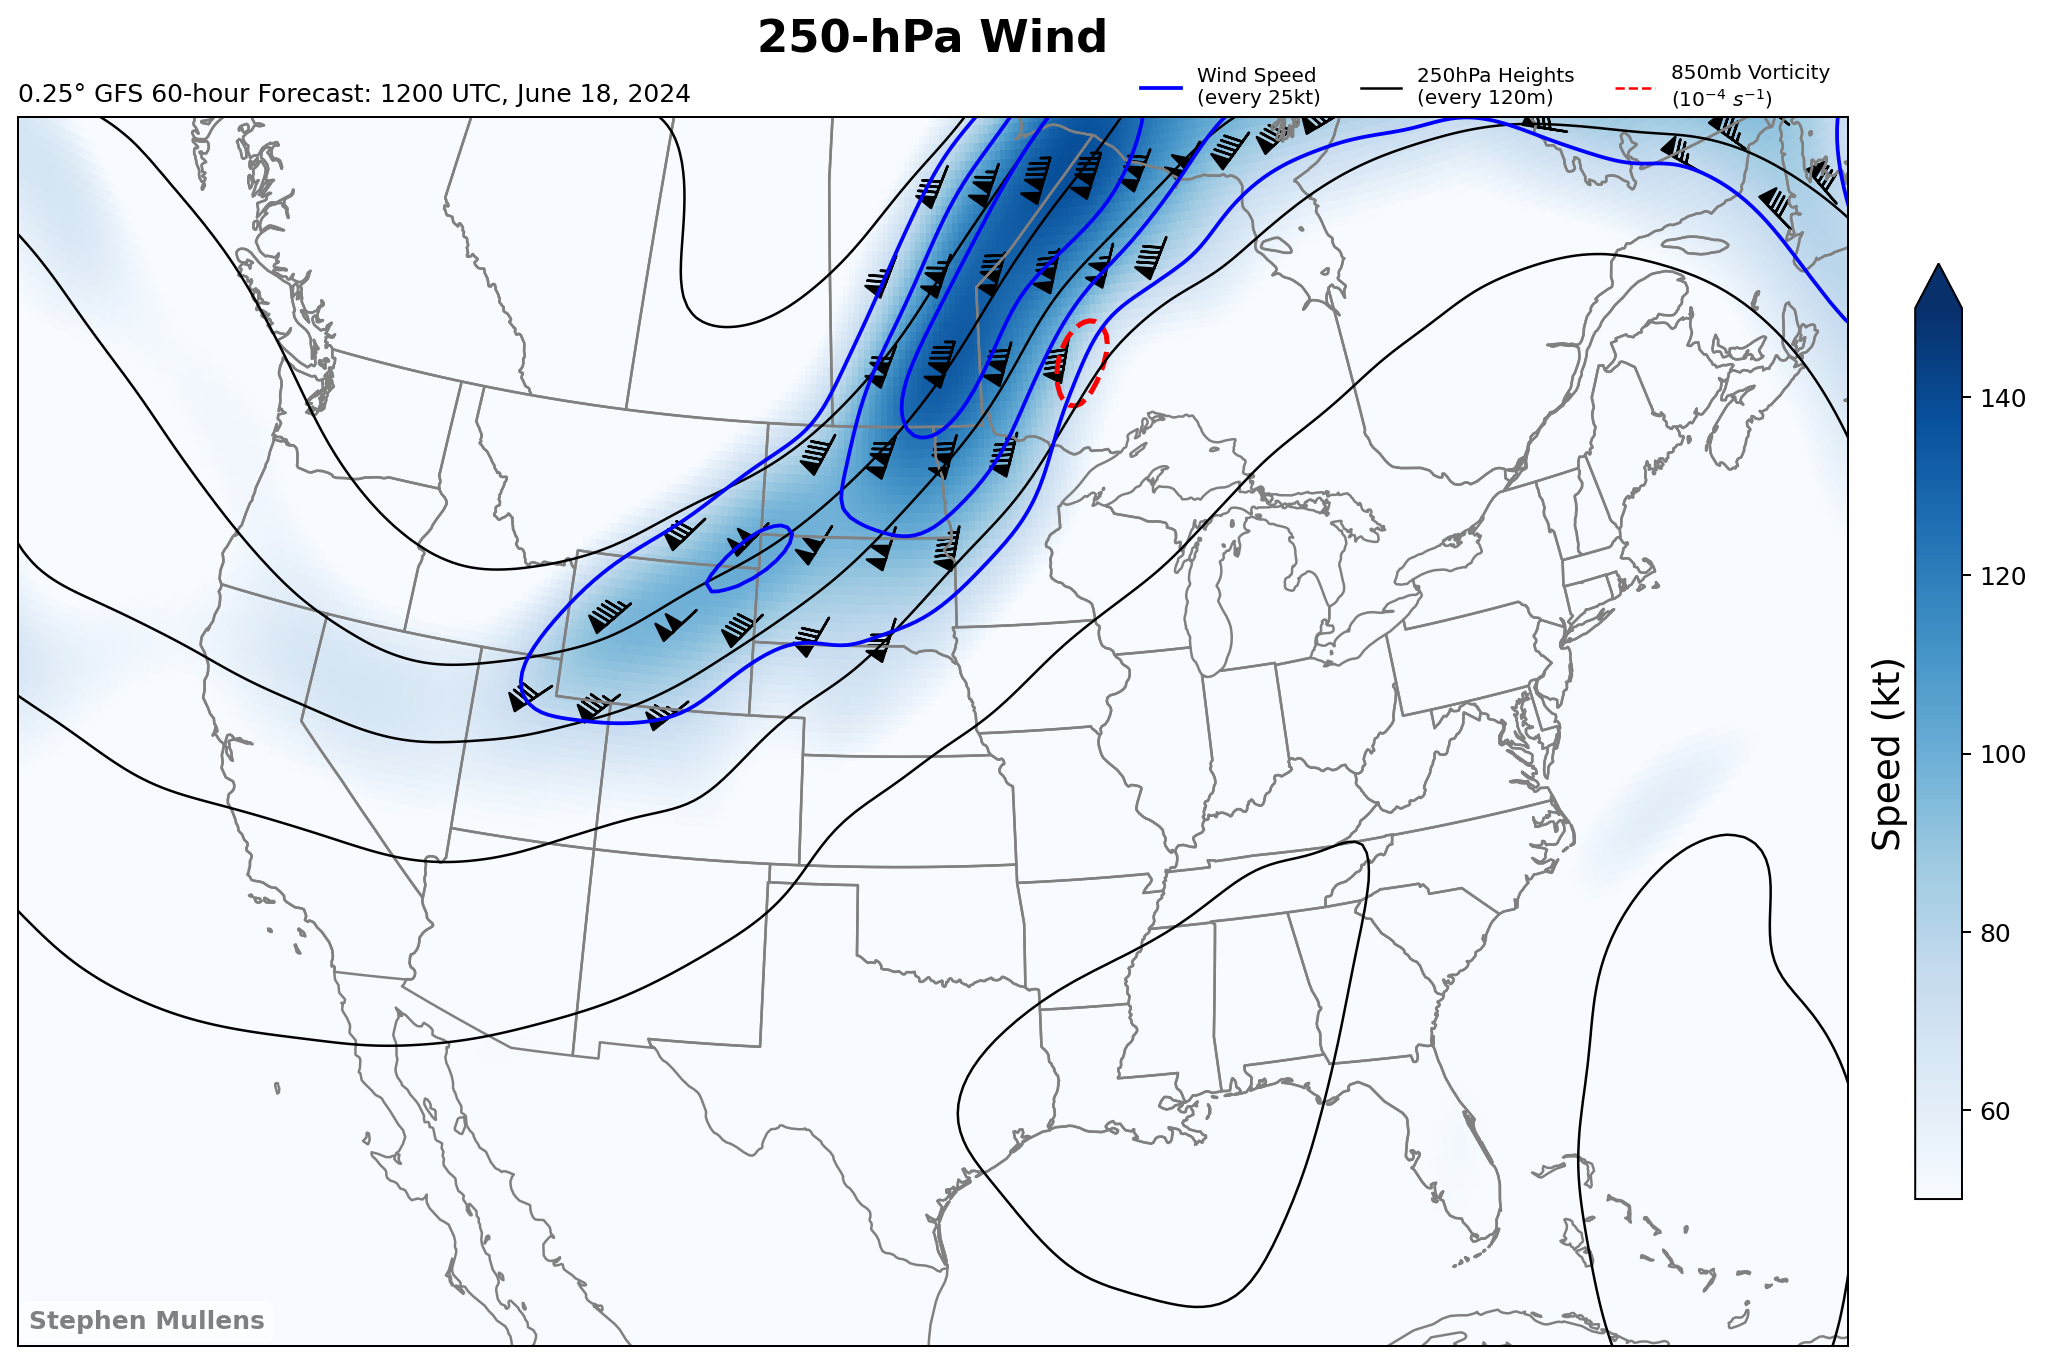 250-hPa Wind
0.25° GFS 60-hour Forecast: 1200 UTC, June 18, 2024
Wind Speed
(every 25kt)
250hPa Heights
(every 120m)
850mb Vorticity
(10⁻⁴ s⁻¹)
140
120
100
80
60
Speed (kt)
Stephen Mullens